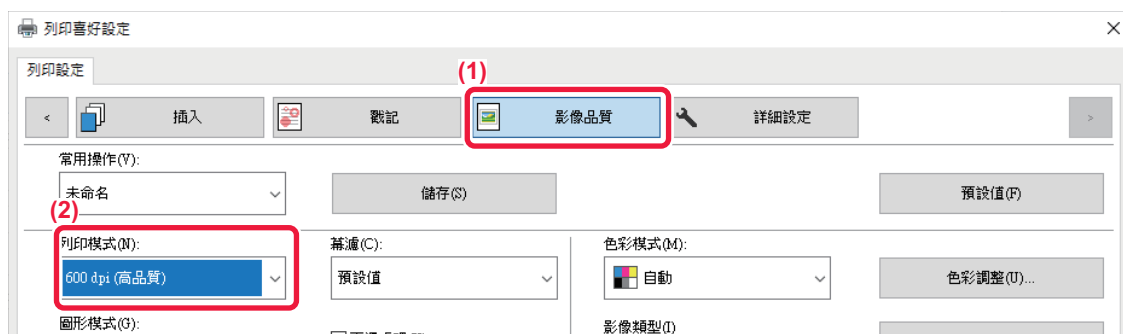 列印喜好設定
列印設定
(1)
< 插入 戳記 影像品質 詳細設定 >
常用操作(V):
未命名 儲存(S) 預設值(F)
(2)
列印模式(N): 幕濾(C): 色彩模式(M):
600 dpi (高品質) 預設值 自動 色彩調整(U)...
圖形模式(G): 影像類型(I)